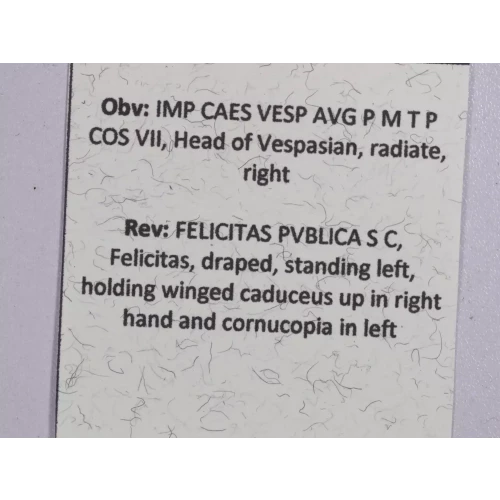 Obv: IMP CAES VESP AVG P M T P
COS VII, Head of Vespasian, radiate,
right
Rev: FELICITAS PVBLICA S C,
Felicitas, draped, standing left,
holding winged caduceus up in right
hand and cornucopia in left